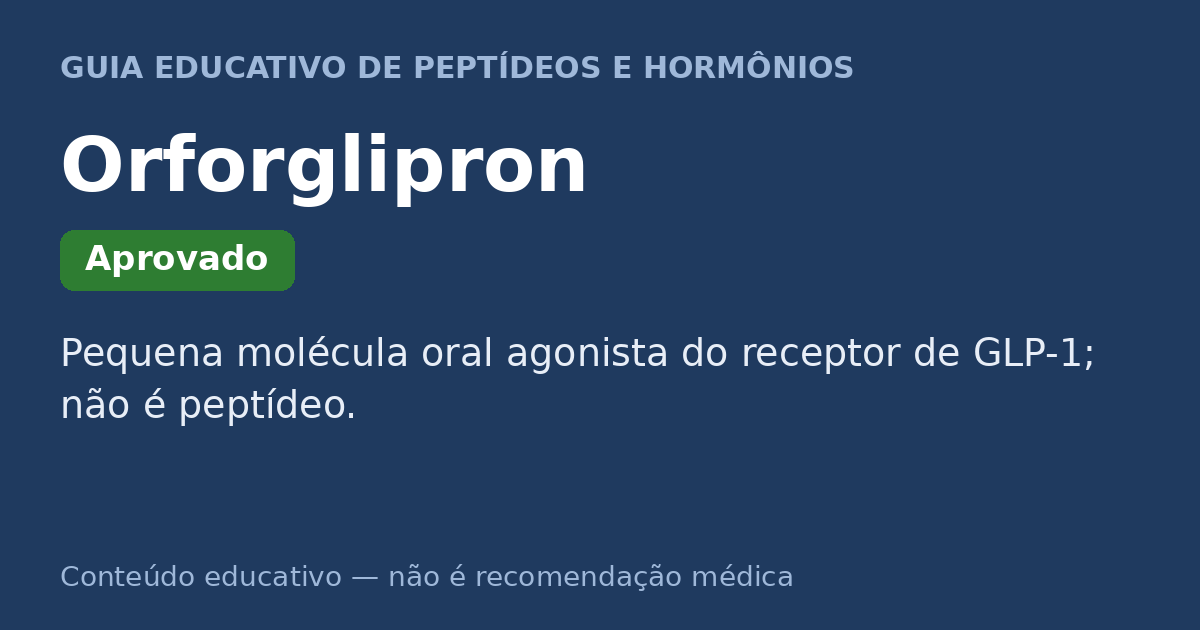 GUIA EDUCATIVO DE PEPTÍDEOS E HORMÔNIOS
Orforglipron
Aprovado
Pequena molécula oral agonista do receptor de GLP-1;
não é peptídeo.
Conteúdo educativo — não é recomendação médica